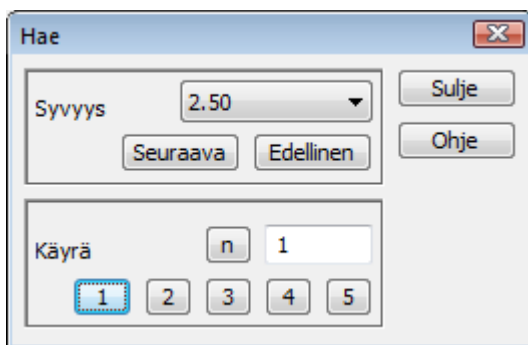 Hae
Syvyys 2.50
Seuraava Edellinen
Sulje
Ohje
Käyrä n 1
1 2 3 4 5